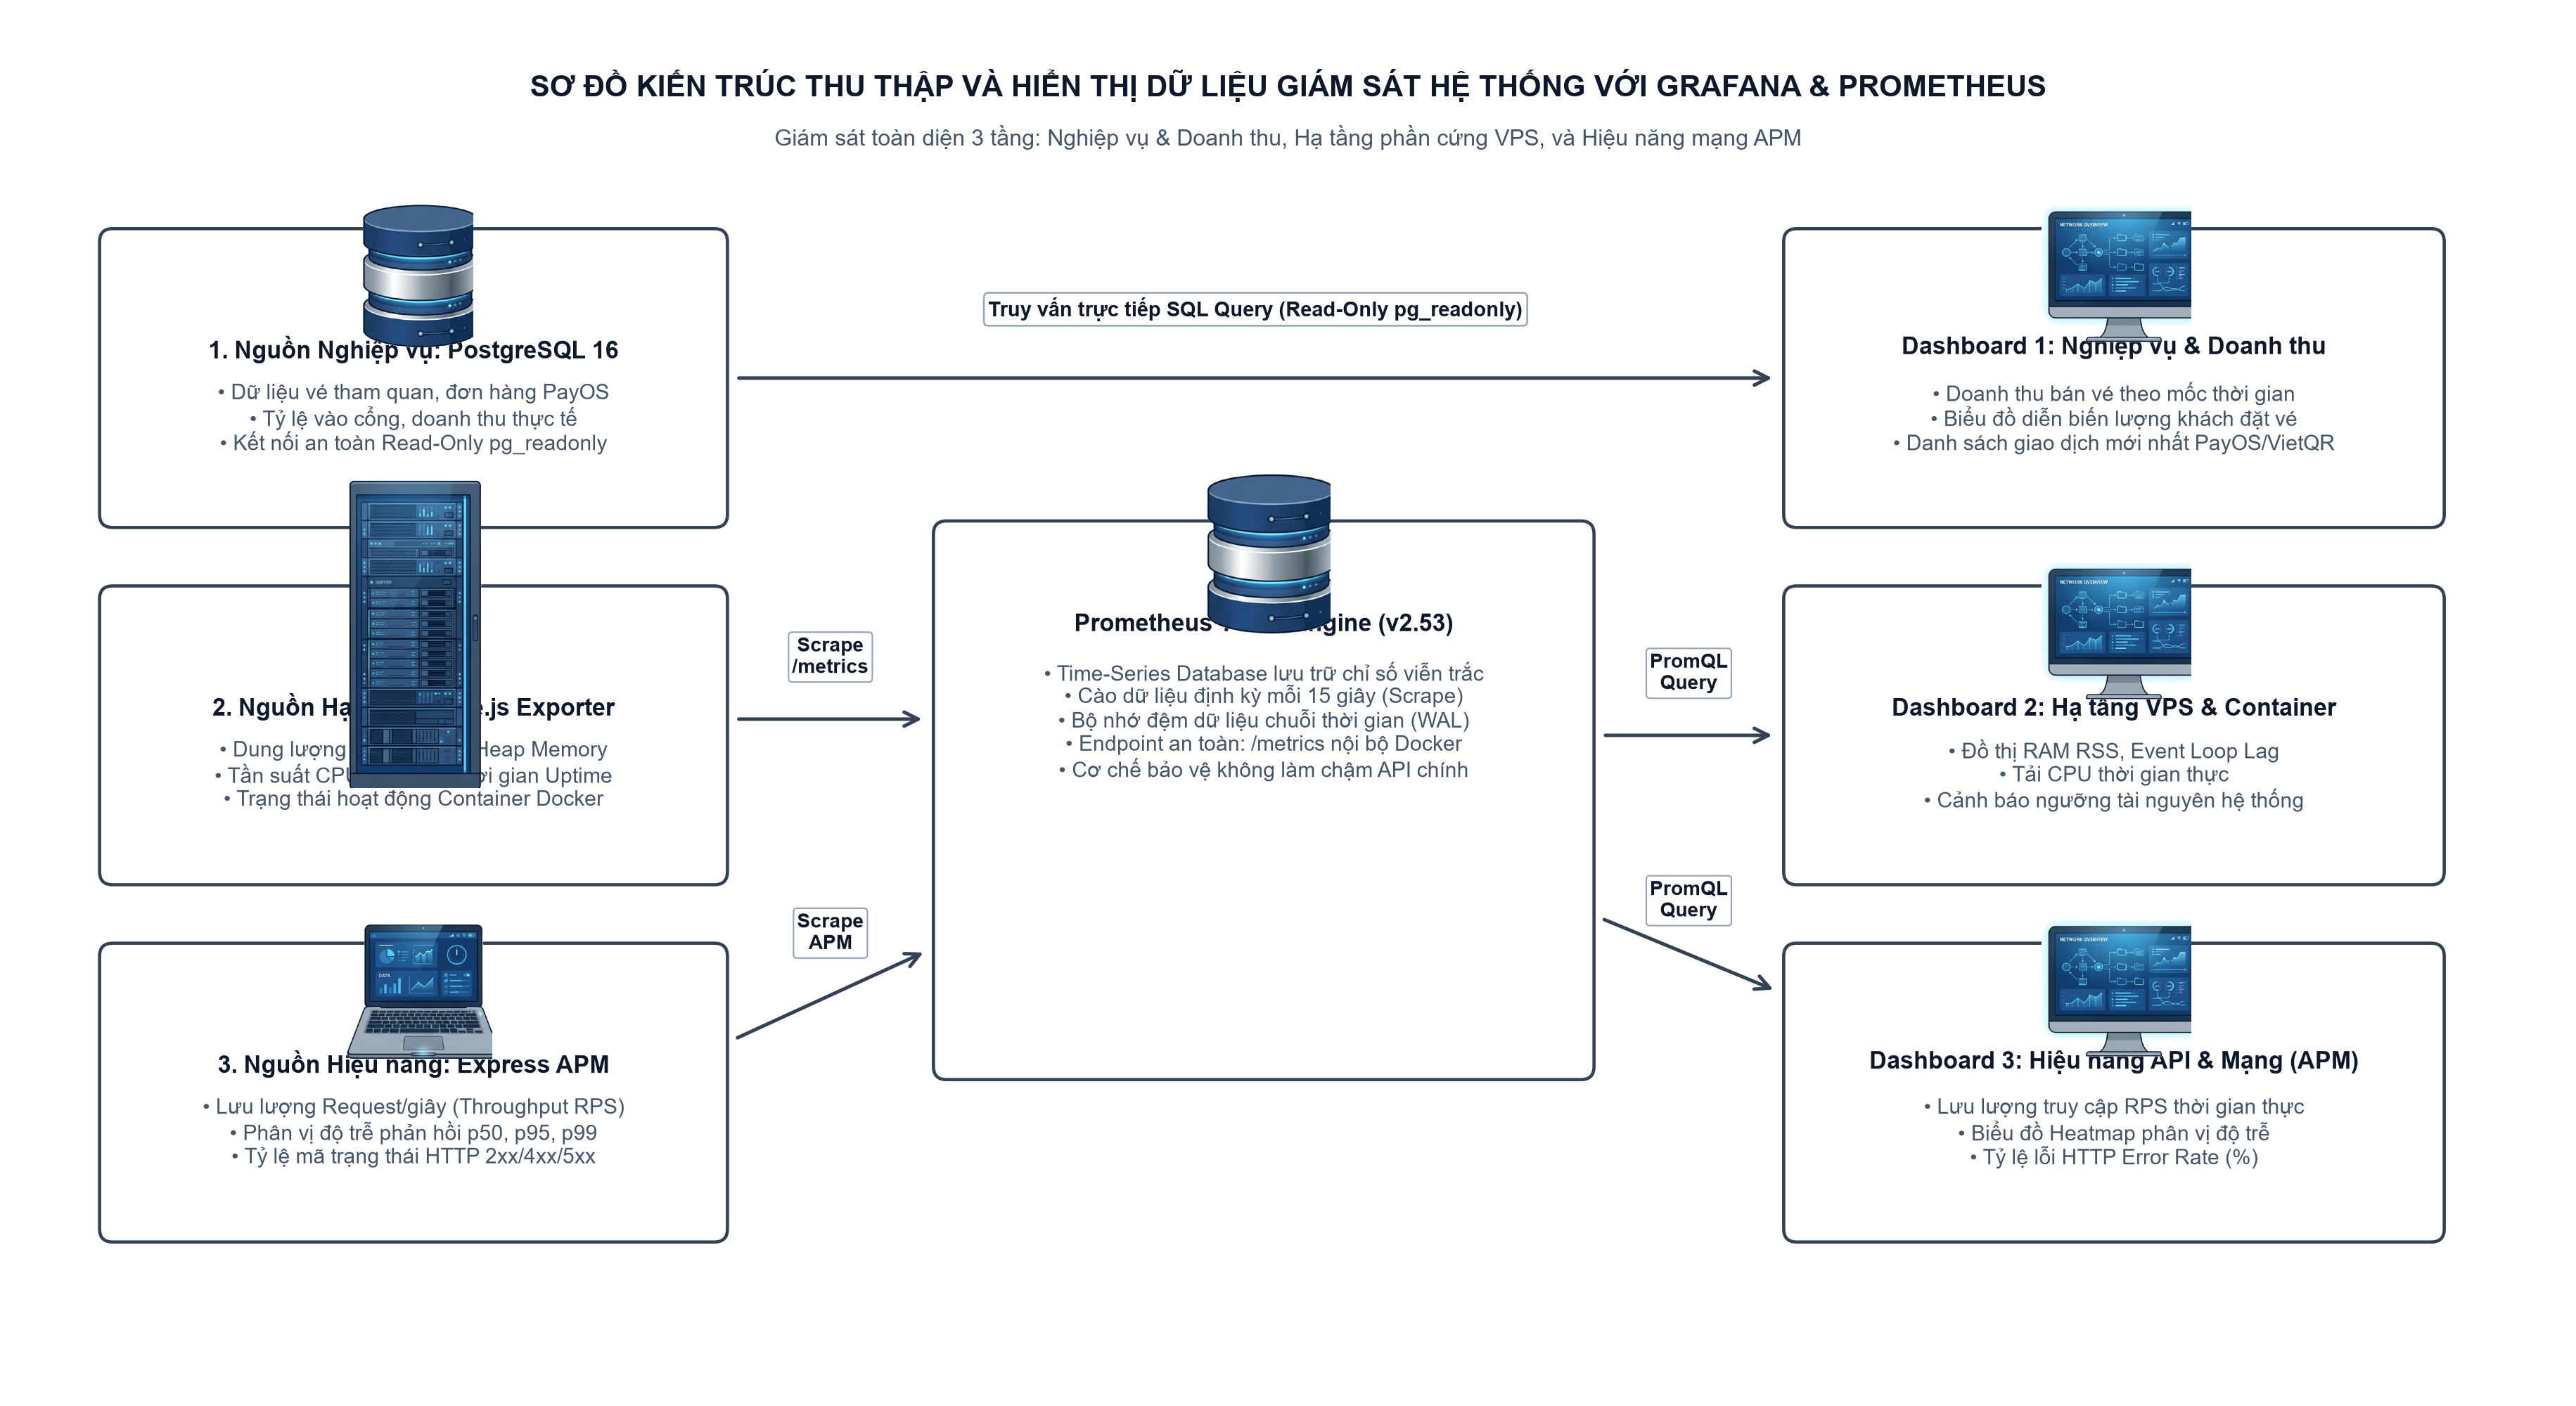 SƠ ĐỒ KIẾN TRÚC THU THẬP VÀ HIỂN THỊ DỮ LIỆU GIÁM SÁT HỆ THỐNG VỚI GRAFANA & PROMETHEUS
Giám sát toàn diện 3 tầng: Nghiệp vụ & Doanh thu, Hạ tầng phần cứng VPS, và Hiệu năng mạng APM
1. Nguồn Nghiệp vụ: PostgreSQL 16
• Dữ liệu vé tham quan, đơn hàng PayOS
• Tỷ lệ vào cổng, doanh thu thực tế
• Kết nối an toàn Read-Only pg_readonly
Truy vấn trực tiếp SQL Query (Read-Only pg_readonly)
NETWORK OVERVIEW
Dashboard 1: Nghiệp vụ & Doanh thu
• Doanh thu bán vé theo mốc thời gian
• Biểu đồ diễn biến lượng khách đặt vé
• Danh sách giao dịch mới nhất PayOS/VietQR
SERVER
2. Nguồn .js Exporter
• Dung lượng Heap Memory
• Tần suất gian Uptime
• Trạng thái hoạt động Container Docker
Scrape
/metrics
Prometheus (v2.53)
• Time-Series Database lưu trữ chỉ số viễn trắc
• Cào dữ liệu định kỳ mỗi 15 giây (Scrape)
• Bộ nhớ đệm dữ liệu chuỗi thời gian (WAL)
• Endpoint an toàn: /metrics nội bộ Docker
• Cơ chế bảo vệ không làm chậm API chính
PromQL
Query
NETWORK OVERVIEW
Dashboard 2: Hạ tầng VPS & Container
• Đồ thị RAM RSS, Event Loop Lag
• Tải CPU thời gian thực
• Cảnh báo ngưỡng tài nguyên hệ thống
DATA
3. Nguồn Hiệu năng: Express APM
• Lưu lượng Request/giây (Throughput RPS)
• Phân vị độ trễ phản hồi p50, p95, p99
• Tỷ lệ mã trạng thái HTTP 2xx/4xx/5xx
Scrape
APM
PromQL
Query
NETWORK OVERVIEW
Dashboard 3: Hiệu năng API & Mạng (APM)
• Lưu lượng truy cập RPS thời gian thực
• Biểu đồ Heatmap phân vị độ trễ
• Tỷ lệ lỗi HTTP Error Rate (%)